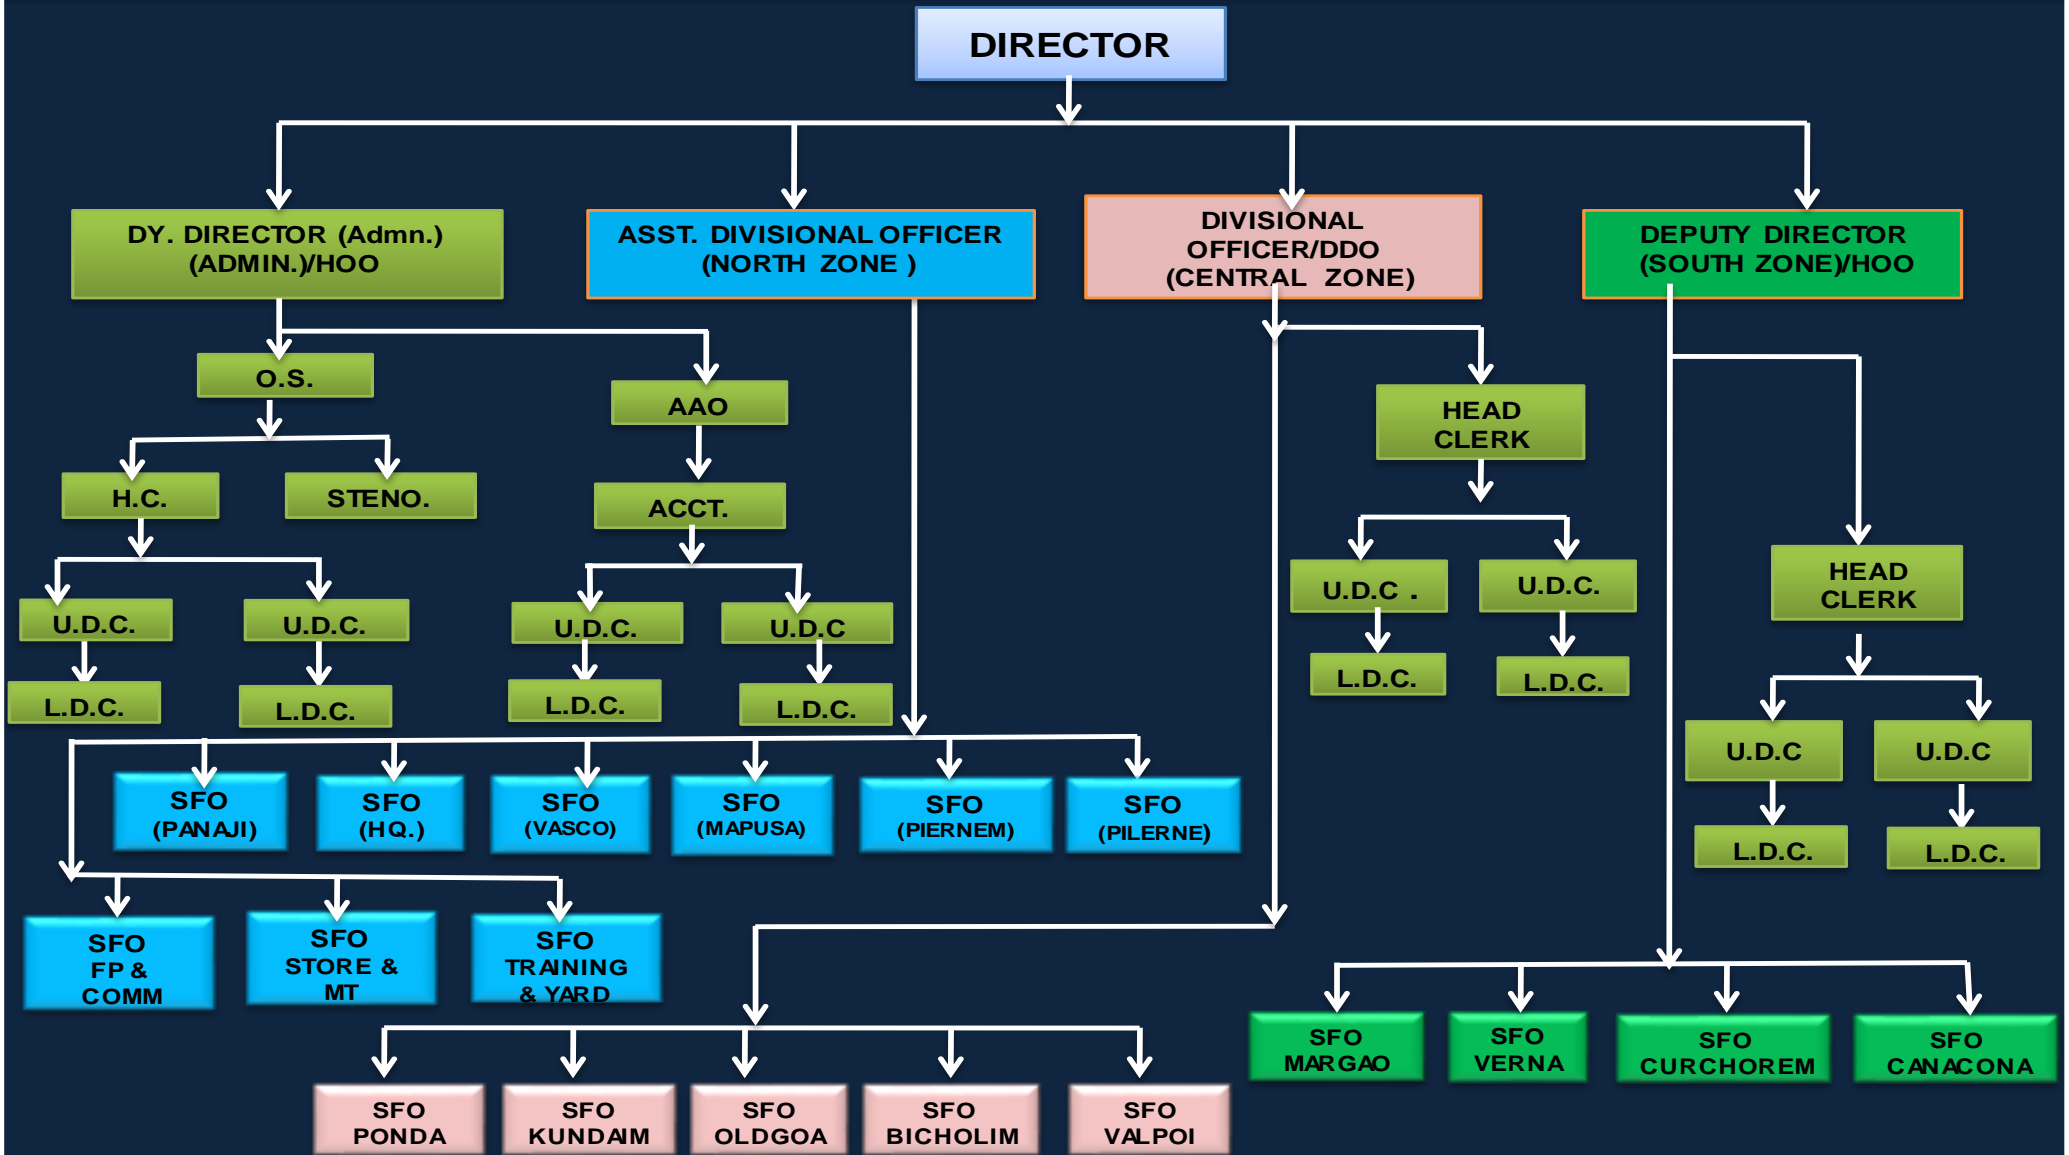 DIRECTOR
DY. DIRECTOR (Admn.)
(ADMIN.)/HOO
ASST. DIVISIONAL OFFICER
(NORTH ZONE )
DIVISIONAL
OFFICER/DDO
(CENTRAL ZONE)
DEPUTY DIRECTOR
(SOUTH ZONE)/HOO
O.S.
AAO
HEAD
CLERK
H.C.
STENO.
ACCT.
HEAD
CLERK
U.D.C.
U.D.C.
U.D.C.
U.D.C
U.D.C .
U.D.C.
L.D.C.
L.D.C.
L.D.C.
L.D.C.
L.D.C.
L.D.C.
U.D.C
U.D.C
L.D.C.
L.D.C.
SFO
(PANAJI)
SFO
(HQ.)
SFO
(VASCO)
SFO
(MAPUSA)
SFO
(PIERNEM)
SFO
(PILERNE)
SFO
FP &
COMM
SFO
STORE &
MT
SFO
TRAINING
& YARD
SFO
MARGAO
SFO
VERNA
SFO
CURCHOREM
SFO
CANACONA
SFO
PONDA
SFO
KUNDAIM
SFO
OLDGOA
SFO
BICHOLIM
SFO
VALPOI